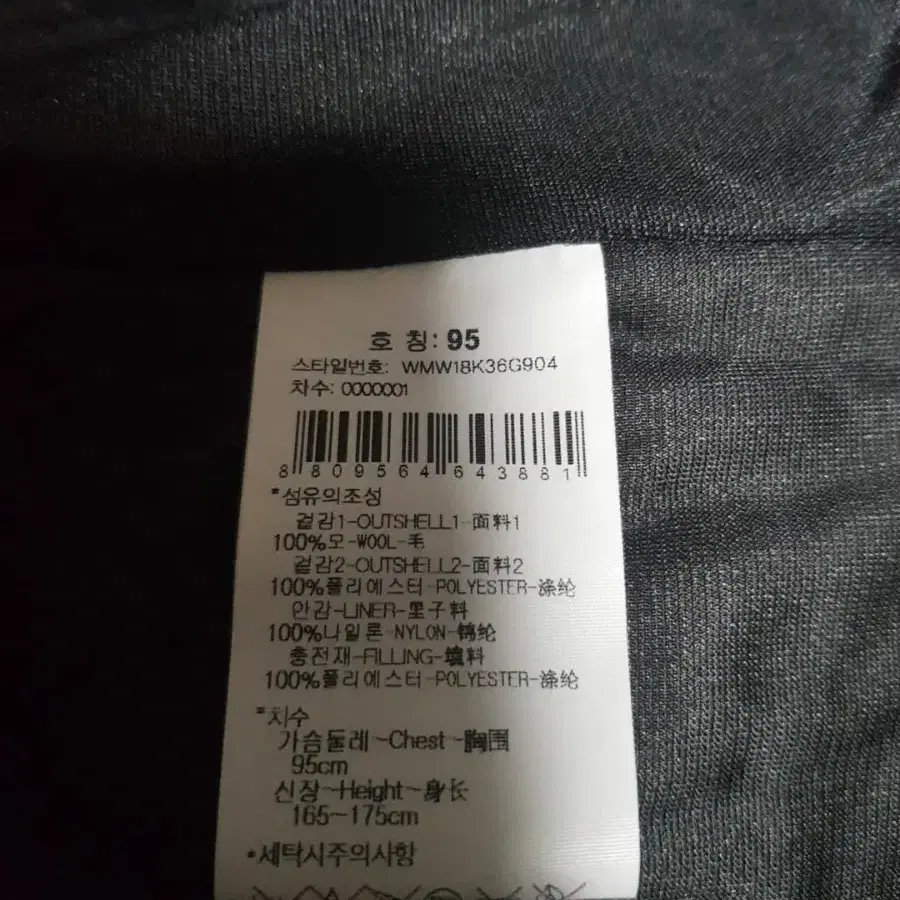 호 칭: 95
스타일번호: WMW18K36G904
차수: 0000001
8 809564 643881
*섬유의조성
겉감1-OUTSHELL1-面料1
100%모-WOOL-毛
겉감2-OUTSHELL2-面料2
100%폴리에스터-POLYESTER-涤纶
안감-LINER-里子料
100%나일론-NYLON-锦纶
충전재-FILLING-填料
100%폴리에스터-POLYESTER-涤纶
*치수
가슴둘레~Chest~胸围
95cm
신장~Height~身长
165~175cm
*세탁시주의사항